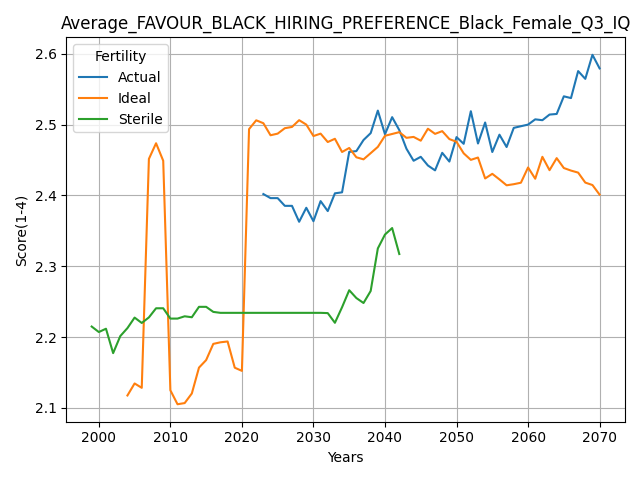 Average_FAVOUR_BLACK_HIRING_PREFERENCE_Black_Female_Q3_IQ
Fertility
Actual
Ideal
Sterile
Score(1-4)
2.6
2.5
2.4
2.3
2.2
2.1
2000 2010 2020 2030 2040 2050 2060 2070
Years